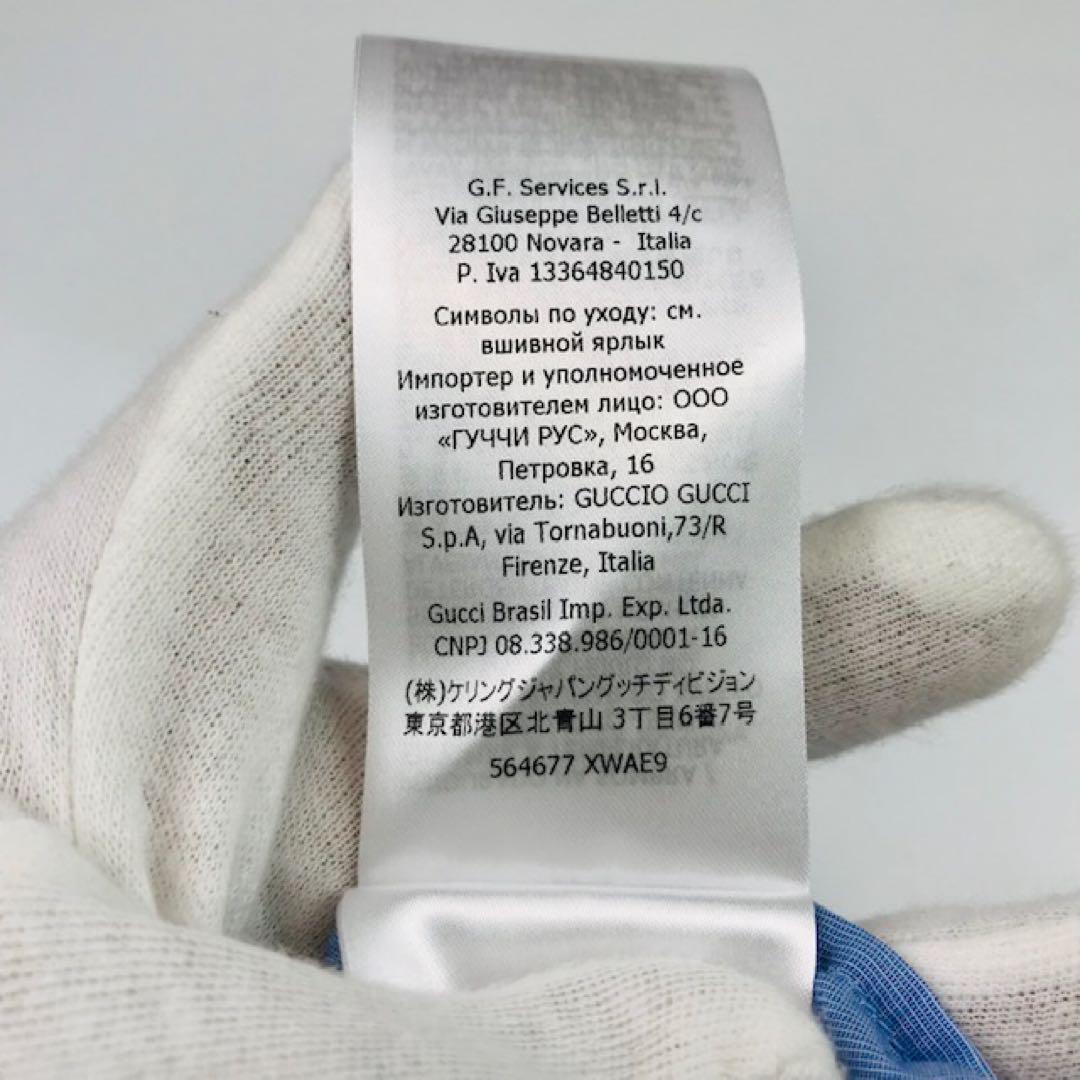 G.F. Services S.r.l.
Via Giuseppe Belletti 4/c
28100 Novara - Italia
P. Iva 13364840150
Символы по уходу: см.
вшивной ярлык
Импортер и уполномоченное
изготовителем лицо: ООО
«ГУЧЧИ РУС», Москва,
Петровка, 16
Изготовитель: GUCCIO GUCCI
S.p.A, via Tornabuoni,73/R
Firenze, Italia
Gucci Brasil Imp. Exp. Ltda.
CNPJ 08.338.986/0001-16
(株)ケリングジャパングッチディビジョン
東京都港区北青山 3丁目6番7号
564677 XWAE9